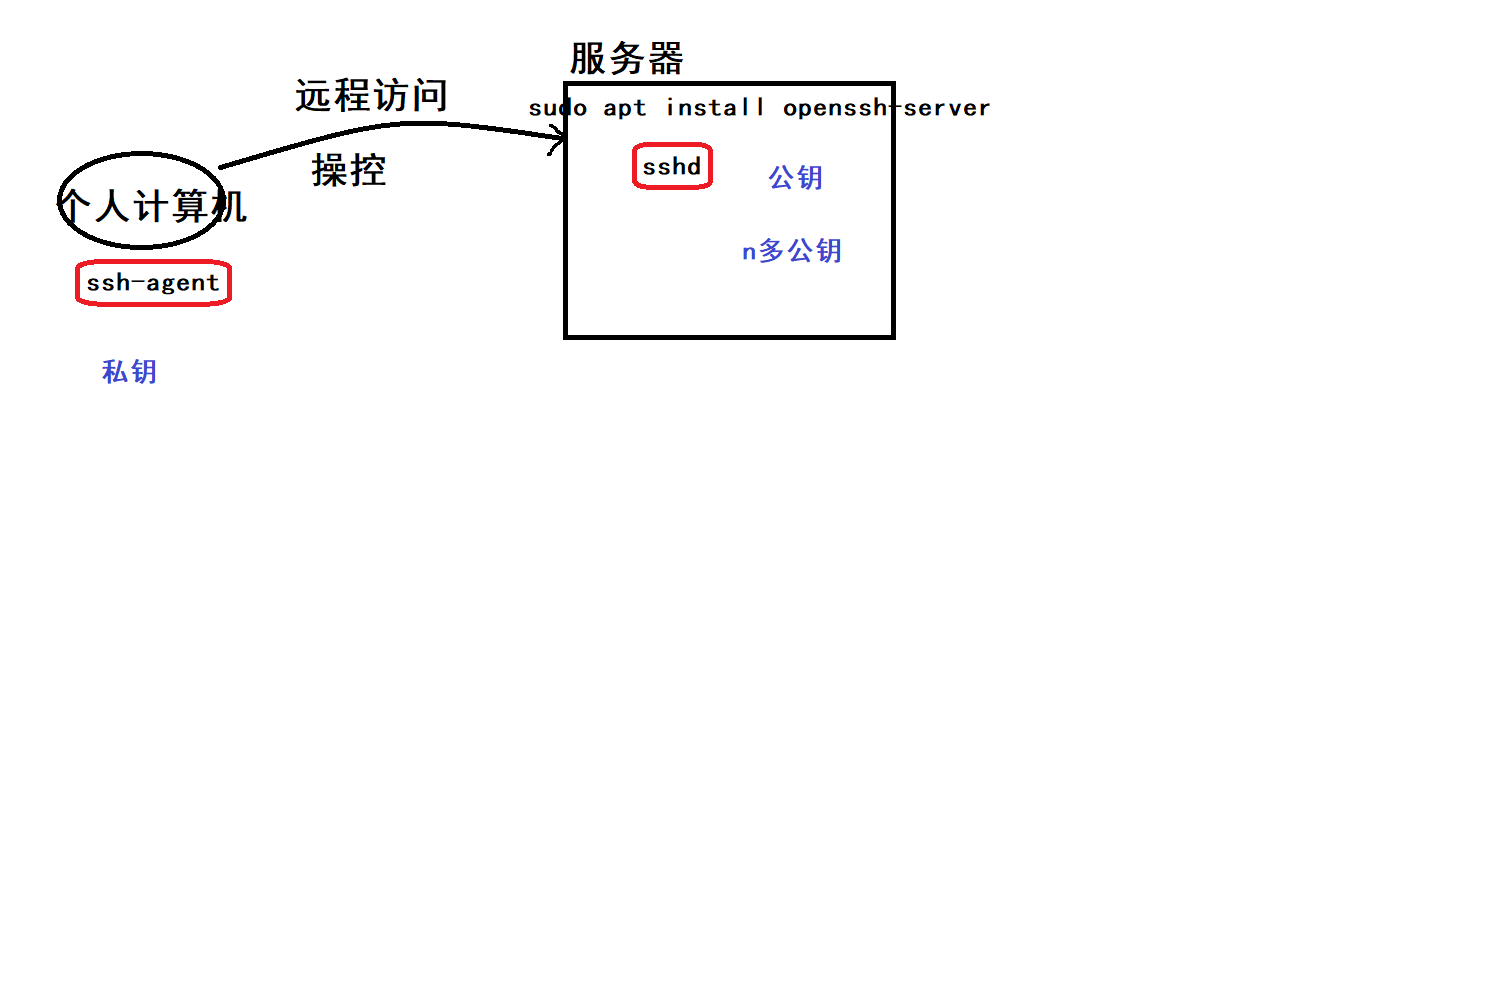 服务器
远程访问
sudo apt install openssh-server
操控
sshd
公钥
个人计算机
n多公钥
ssh-agent
私钥